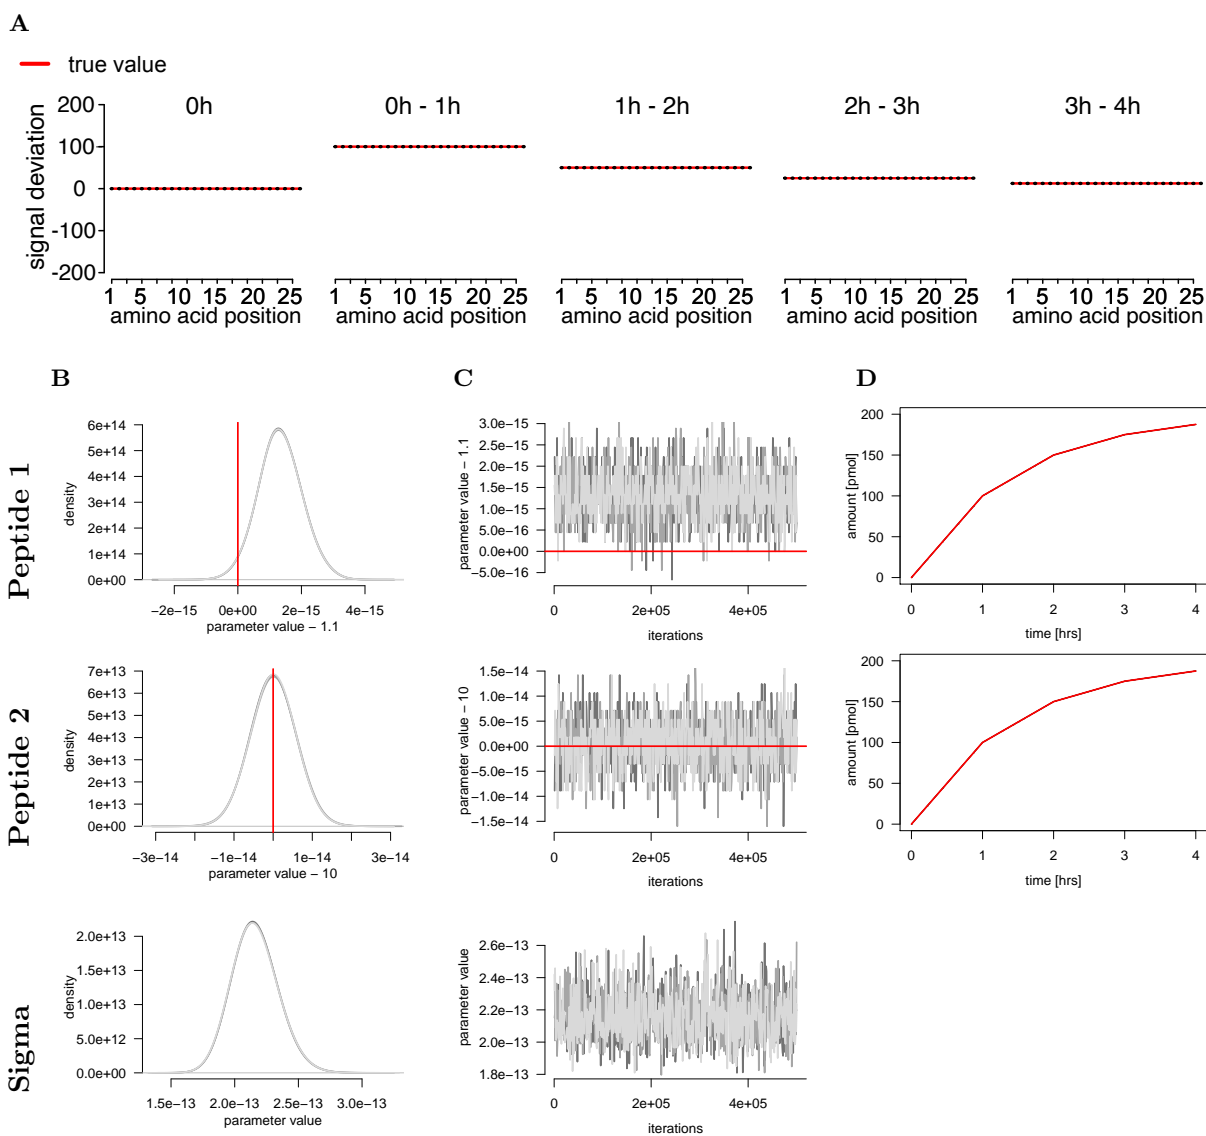 A
true value
0h
0h - 1h
1h - 2h
2h - 3h
3h - 4h
signal deviation
200
100
0
-100
-200
1 5 10 15 20 25
1 5 10 15 20 25
1 5 10 15 20 25
1 5 10 15 20 25
1 5 10 15 20 25
amino acid position
amino acid position
amino acid position
amino acid position
amino acid position
B
C
D
Peptide 1
density
6e+14
5e+14
4e+14
3e+14
2e+14
1e+14
0e+00
−2e−15 0e+00 2e−15 4e−15
parameter value − 1.1
parameter value − 1.1
3.0e−15
2.5e−15
2.0e−15
1.5e−15
1.0e−15
5.0e−16
0.0e+00
−5.0e−16
0 2e+05 4e+05
iterations
amount [pmol]
200
150
100
50
0
0 1 2 3 4
time [hrs]
Peptide 2
density
7e+13
6e+13
5e+13
4e+13
3e+13
2e+13
1e+13
0e+00
−3e−14 −1e−14 1e−14 3e−14
parameter value − 10
parameter value − 10
1.5e−14
1.0e−14
5.0e−15
0.0e+00
−5.0e−15
−1.0e−14
−1.5e−14
0 2e+05 4e+05
iterations
amount [pmol]
200
150
100
50
0
0 1 2 3 4
time [hrs]
Sigma
density
2.0e+13
1.5e+13
1.0e+13
5.0e+12
0.0e+00
1.5e−13 2.0e−13 2.5e−13 3.0e−13
parameter value
parameter value
2.6e−13
2.4e−13
2.2e−13
2.0e−13
1.8e−13
0 2e+05 4e+05
iterations